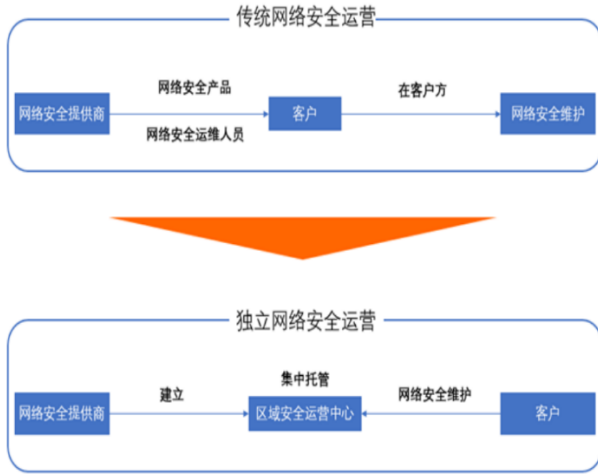 传统网络安全运营
网络安全产品
在客户方
网络安全提供商
客户
网络安全维护
网络安全运维人员
独立网络安全运营
集中托管
建立
网络安全维护
网络安全提供商
区域安全运营中心
客户